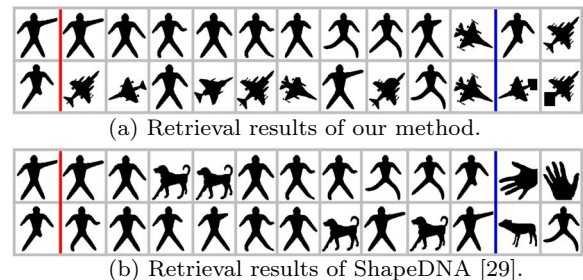 (a) Retrieval results of our method.
(b) Retrieval results of ShapeDNA [29].